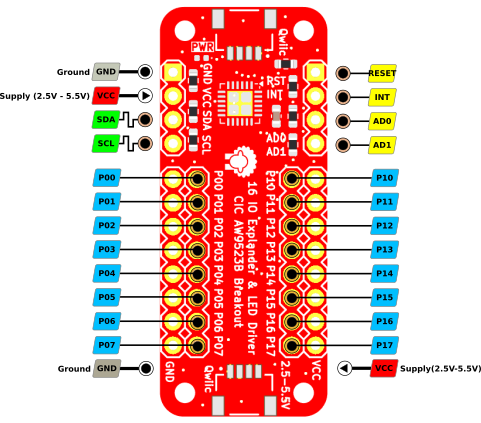 Qwiic
PWR
Ground GND
Supply (2.5V - 5.5V) VCC
SDA
SCL
GND VCC SDA SCL
RST
INT
AD0
AD1
RESET
INT
AD0
AD1
P00
P01
P02
P03
P04
P05
P06
P07
P00 P01 P02 P03 P04 P05 P06 P07
16 IO Expander & LED Driver
CIC AW9523B Breakout
P10 P11 P12 P13 P14 P15 P16 P17
P10
P11
P12
P13
P14
P15
P16
P17
Ground GND
GND
Qwiic
2.5-5.5V
VCC
VCC Supply(2.5V-5.5V)